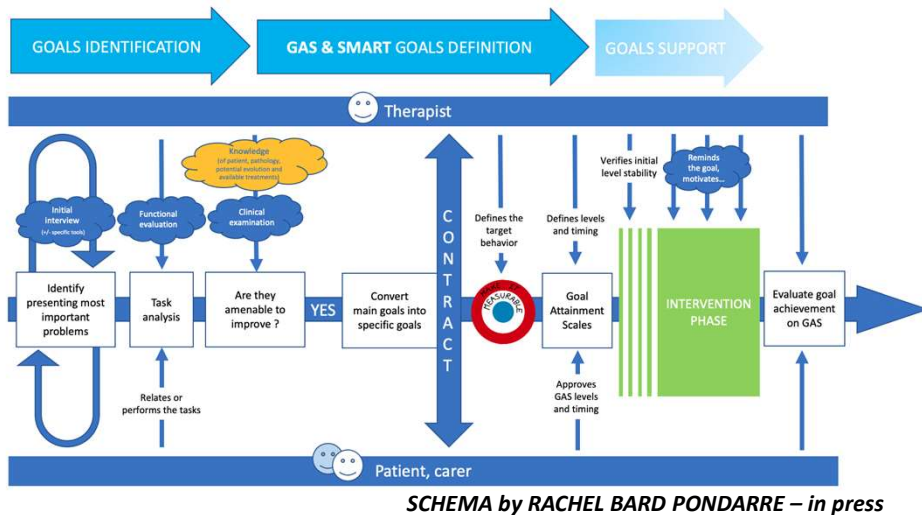 GOALS IDENTIFICATION
GAS & SMART GOALS DEFINITION
GOALS SUPPORT
Therapist
Knowledge
(of patient, pathology,
potential evolution and
available treatments)
Initial
interview
(+/- specific tools)
Functional
evaluation
Clinical
examination
Verifies initial
level stability
Reminds
the goal,
motivates...
Defines the
target
behavior
Defines levels
and timing
Identify
presenting most
important
problems
Task
analysis
Are they
amenable to
improve ?
YES
Convert
main goals into
specific goals
CONTRACT
MAKE IT
MEASURABLE
Goal
Attainment
Scales
INTERVENTION
PHASE
Evaluate goal
achievement
on GAS
Relates or
performs the tasks
Approves
GAS levels
and timing
Patient, carer
SCHEMA by RACHEL BARD PONDARRE – in press